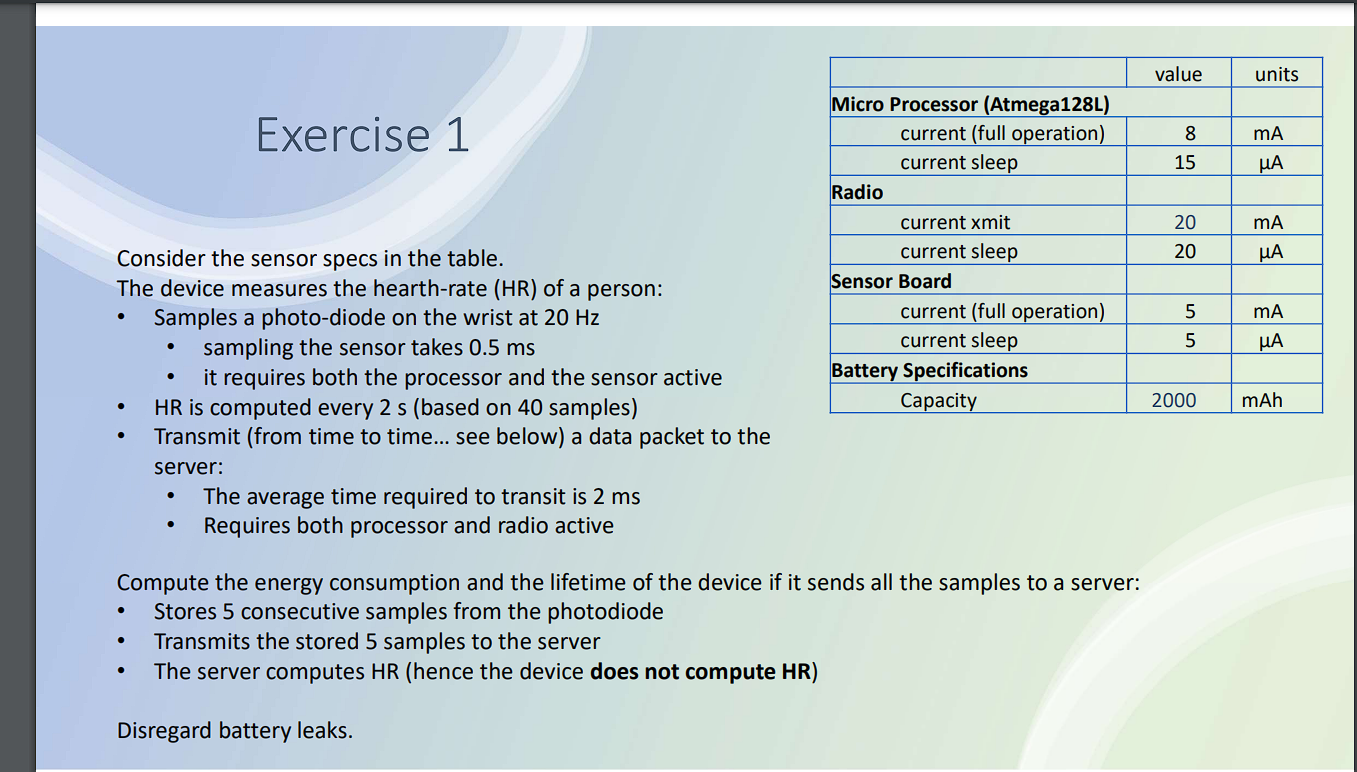 Exercise 1
value units
Micro Processor (Atmega128L)
current (full operation) 8 mA
current sleep 15 µA
Radio
current xmit 20 mA
current sleep 20 µA
Sensor Board
current (full operation) 5 mA
current sleep 5 µA
Battery Specifications
Capacity 2000 mAh
Consider the sensor specs in the table.
The device measures the hearth-rate (HR) of a person:
• Samples a photo-diode on the wrist at 20 Hz
• sampling the sensor takes 0.5 ms
• it requires both the processor and the sensor active
• HR is computed every 2 s (based on 40 samples)
• Transmit (from time to time... see below) a data packet to the
server:
• The average time required to transit is 2 ms
• Requires both processor and radio active
Compute the energy consumption and the lifetime of the device if it sends all the samples to a server:
• Stores 5 consecutive samples from the photodiode
• Transmits the stored 5 samples to the server
• The server computes HR (hence the device does not compute HR)
Disregard battery leaks.